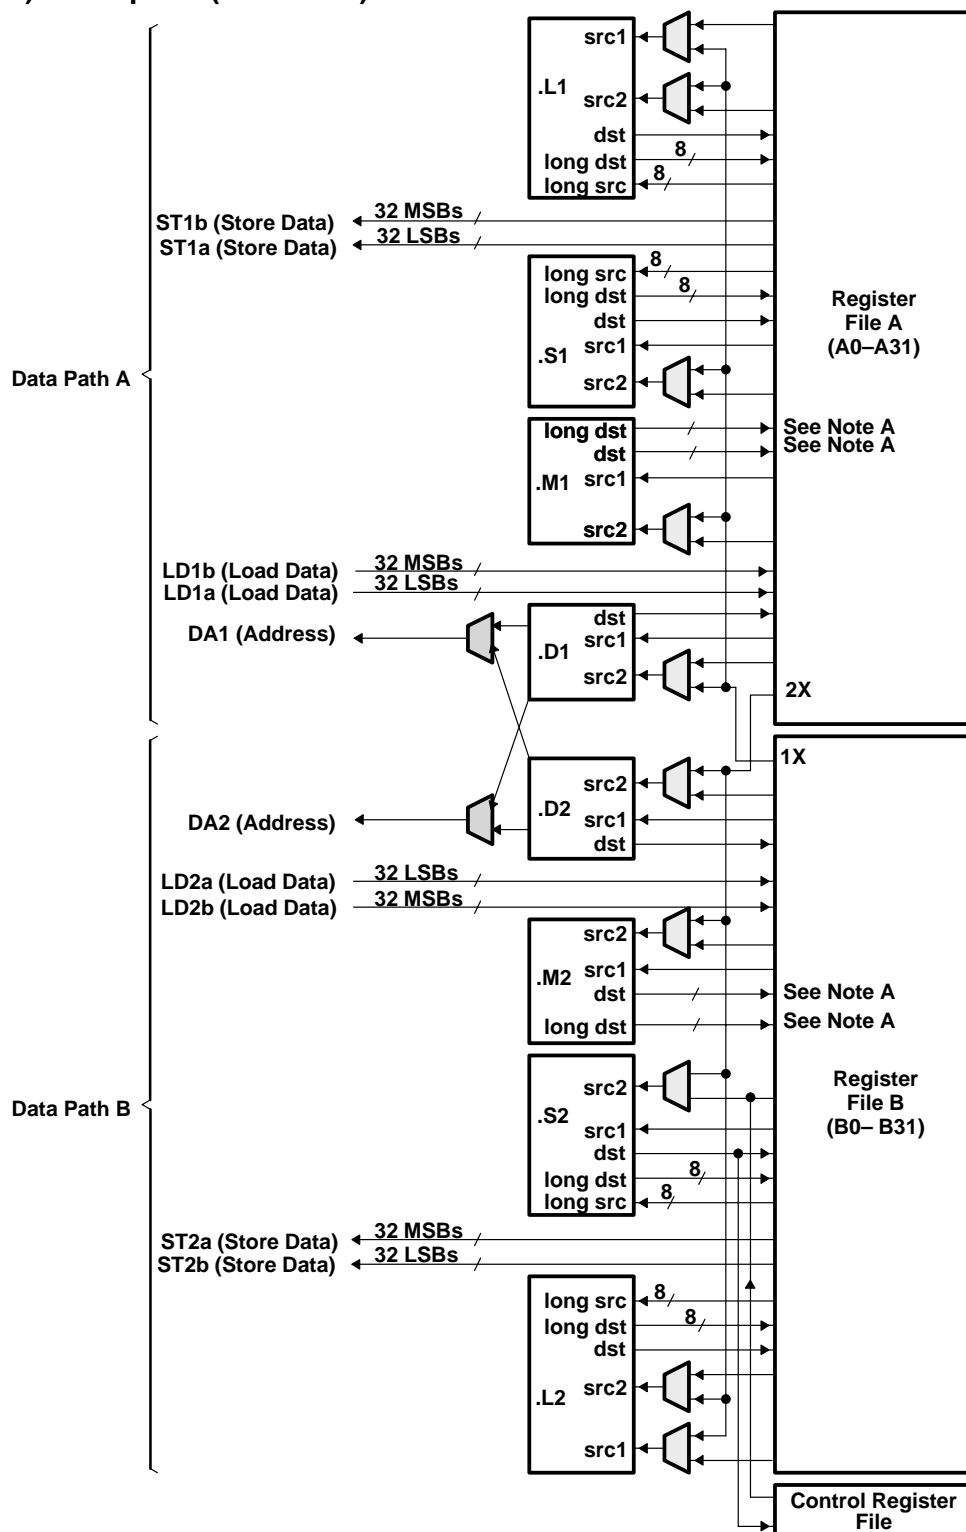 src1
.L1
src2
dst
long dst
8
long src
8
ST1b (Store Data)
32 MSBs
ST1a (Store Data)
32 LSBs
long src
8
long dst
8
dst
.S1
src1
src2
Register
File A
(A0–A31)
Data Path A
long dst
See Note A
dst
See Note A
.M1
src1
src2
LD1b (Load Data)
32 MSBs
LD1a (Load Data)
32 LSBs
DA1 (Address)
dst
.D1
src1
src2
2X
1X
src2
DA2 (Address)
.D2
src1
dst
LD2a (Load Data)
32 LSBs
LD2b (Load Data)
32 MSBs
src2
.M2
src1
dst
See Note A
long dst
See Note A
src2
Register
File B
(B0– B31)
Data Path B
.S2
src1
dst
long dst
8
long src
8
ST2a (Store Data)
32 MSBs
ST2b (Store Data)
32 LSBs
long src
8
long dst
8
dst
.L2
src2
src1
Control Register
File